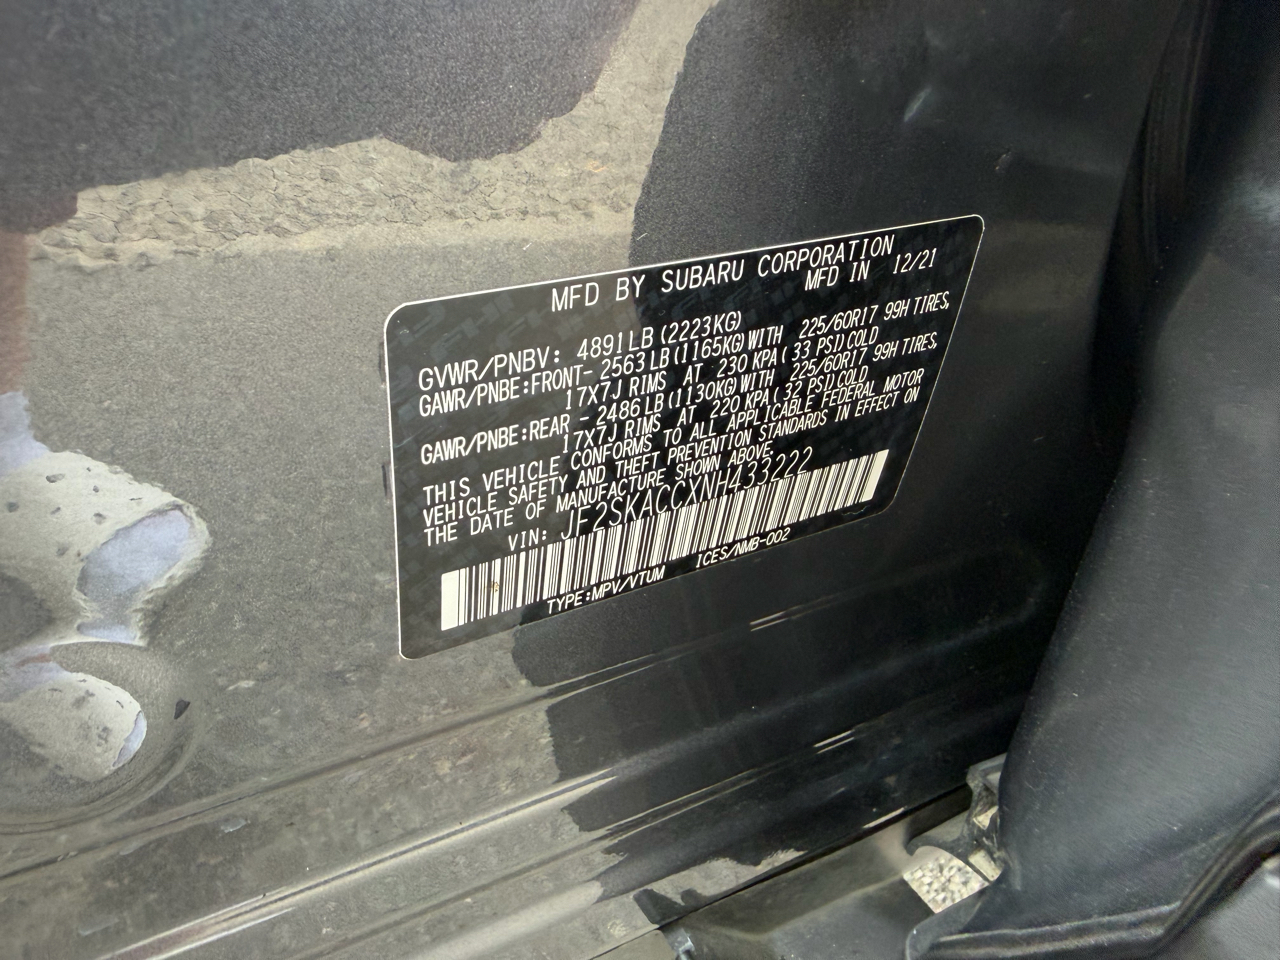 MFD BY SUBARU CORPORATION
MFD IN 12/21
GVWR/PNBV: 4891LB(2223KG)
GAWR/PNBE:FRONT- 2563LB(1165KG)WITH 225/60R17 99H TIRES,
17X7J RIMS AT 230 KPA( 33 PSI)COLD
GAWR/PNBE:REAR - 2486LB(1130KG)WITH 225/60R17 99H TIRES,
17X7J RIMS AT 220 KPA( 32 PSI)COLD
THIS VEHICLE CONFORMS TO ALL APPLICABLE FEDERAL MOTOR
VEHICLE SAFETY AND THEFT PREVENTION STANDARDS IN EFFECT ON
THE DATE OF MANUFACTURE SHOWN ABOVE.
VIN: JF2SKACCXNH433222
TYPE:MPV/VTUM ICES/NMB-002